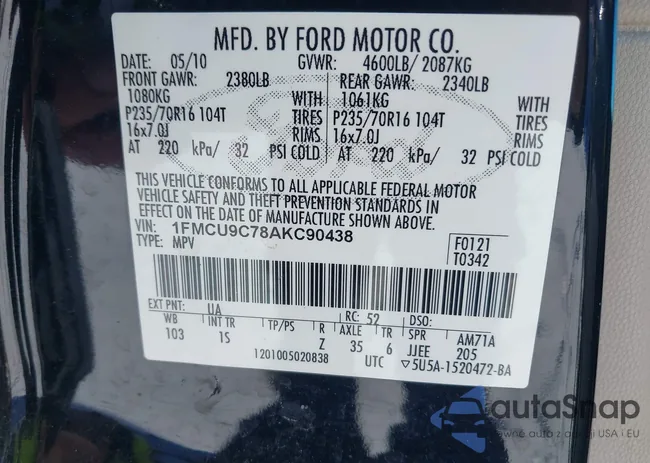 MFD. BY FORD MOTOR CO.
DATE: 05/10 GVWR: 4600LB/ 2087KG
FRONT GAWR: 2380LB REAR GAWR: 2340LB
1080KG WITH 1061KG WITH
P235/70R16 104T TIRES P235/70R16 104T TIRES
16x7.0J RIMS 16x7.0J RIMS
AT 220 kPa/ 32 PSI COLD AT 220 kPa/ 32 PSI COLD
THIS VEHICLE CONFORMS TO ALL APPLICABLE FEDERAL MOTOR
VEHICLE SAFETY AND THEFT PREVENTION STANDARDS IN
EFFECT ON THE DATE OF MANUFACTURE SHOWN ABOVE.
VIN: 1FMCU9C78AKC90438
TYPE: MPV
F0121
T0342
EXT PNT: UA RC: 52 DSO:
WB INT TR TP/PS R AXLE TR SPR AM71A
103 1S Z 35 6 JJEE 205
1201005020838 UTC ▽5U5A-1520472-BA
autaSnap
Pewne auto z aukcji USA i EU